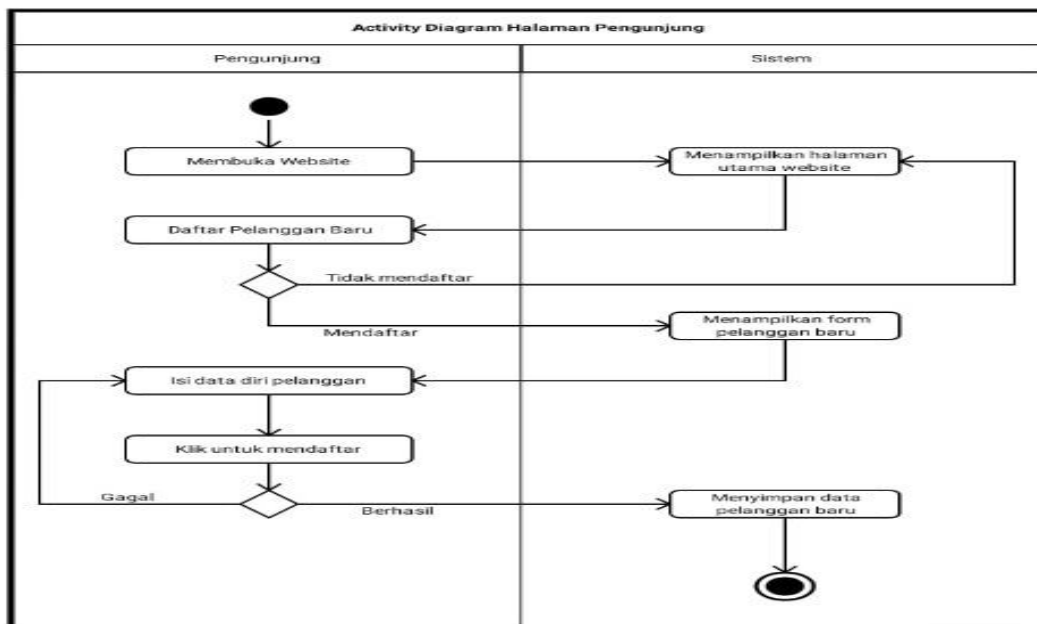 Activity Diagram Halaman Pengunjung
Pengunjung
Sistem
Membuka Website
Menampilkan halaman
utama website
Daftar Pelanggan Baru
Tidak mendaftar
Mendaftar
Menampilkan form
pelanggan baru
Isi data diri pelanggan
Klik untuk mendaftar
Gagal
Berhasil
Menyimpan data
pelanggan baru